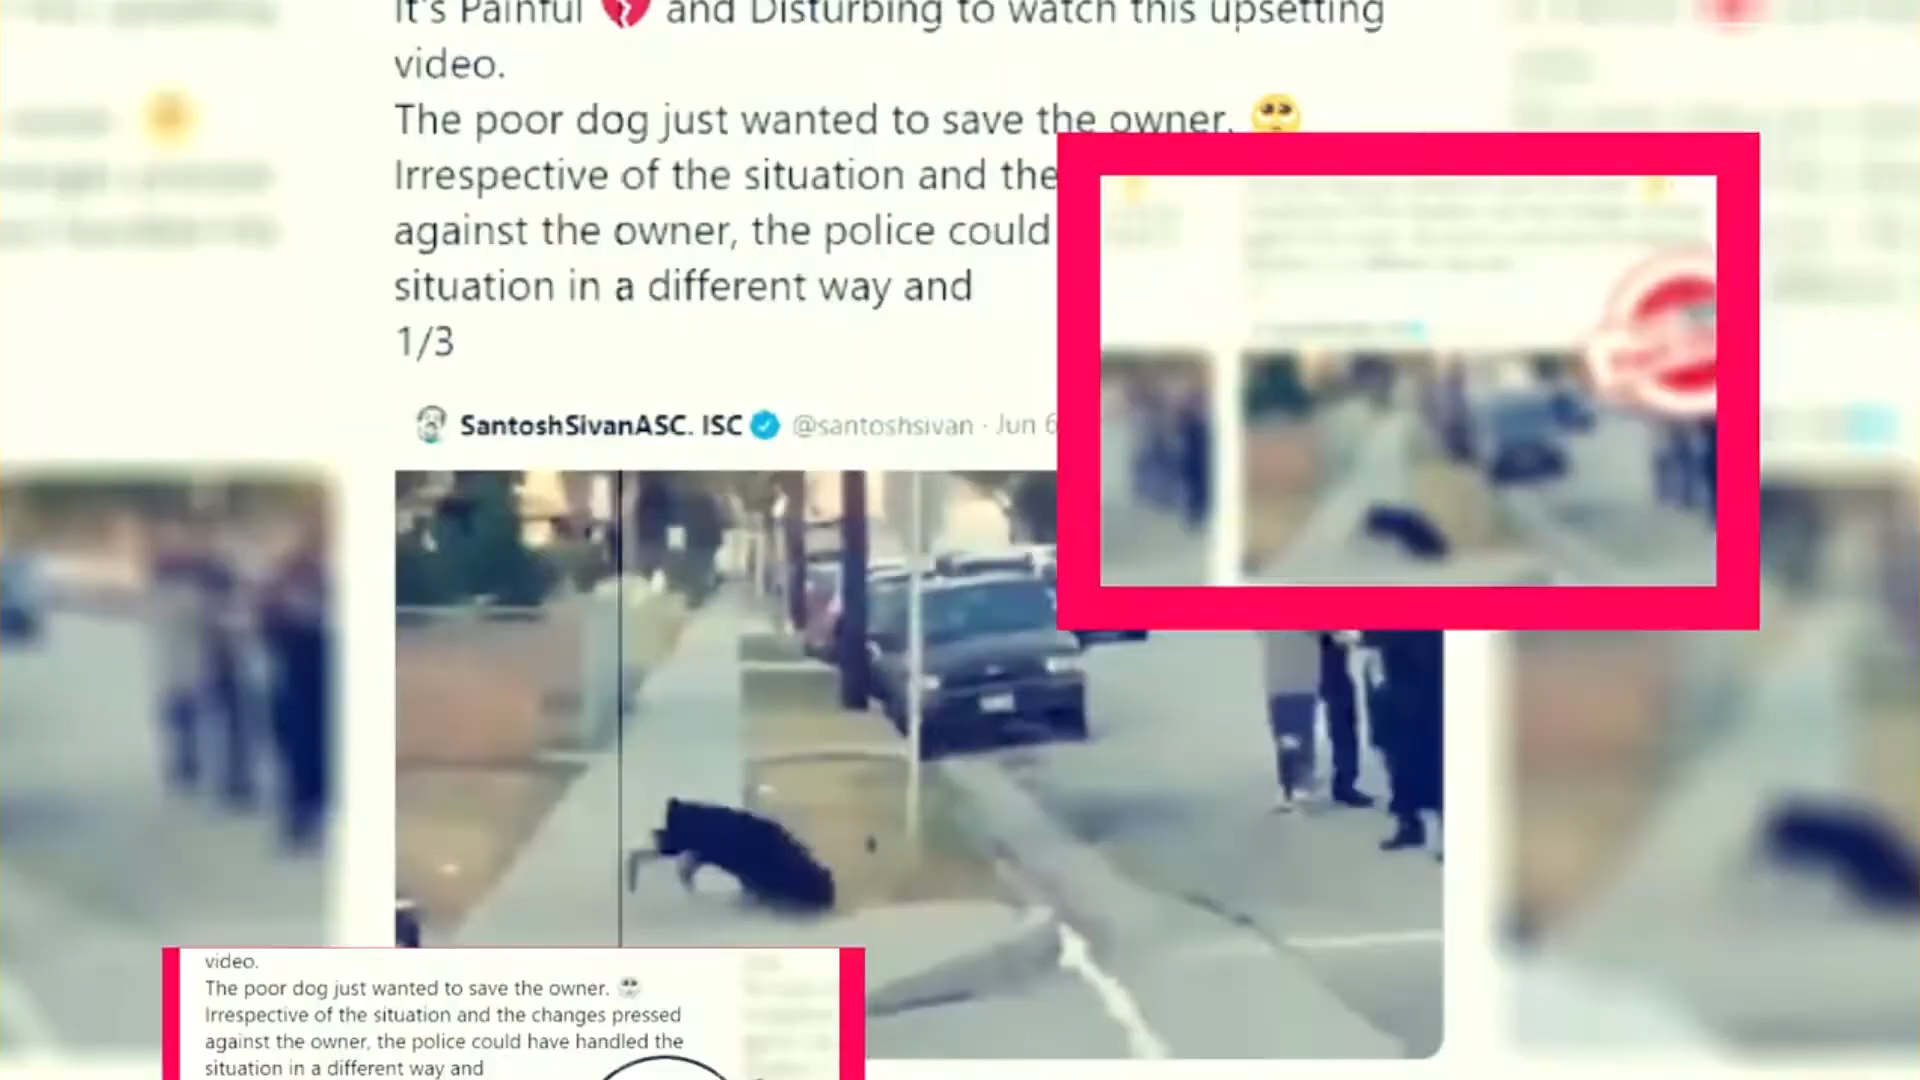 It's Painful 💔 and Disturbing to watch this upsetting
video.
The poor dog just wanted to save the owner. 🥺
Irrespective of the situation and the
against the owner, the police could
situation in a different way and
1/3
SantoshSivanASC. ISC @santoshsivan · Jun 6
video.
The poor dog just wanted to save the owner. 🥺
Irrespective of the situation and the changes pressed
against the owner, the police could have handled the
situation in a different way and